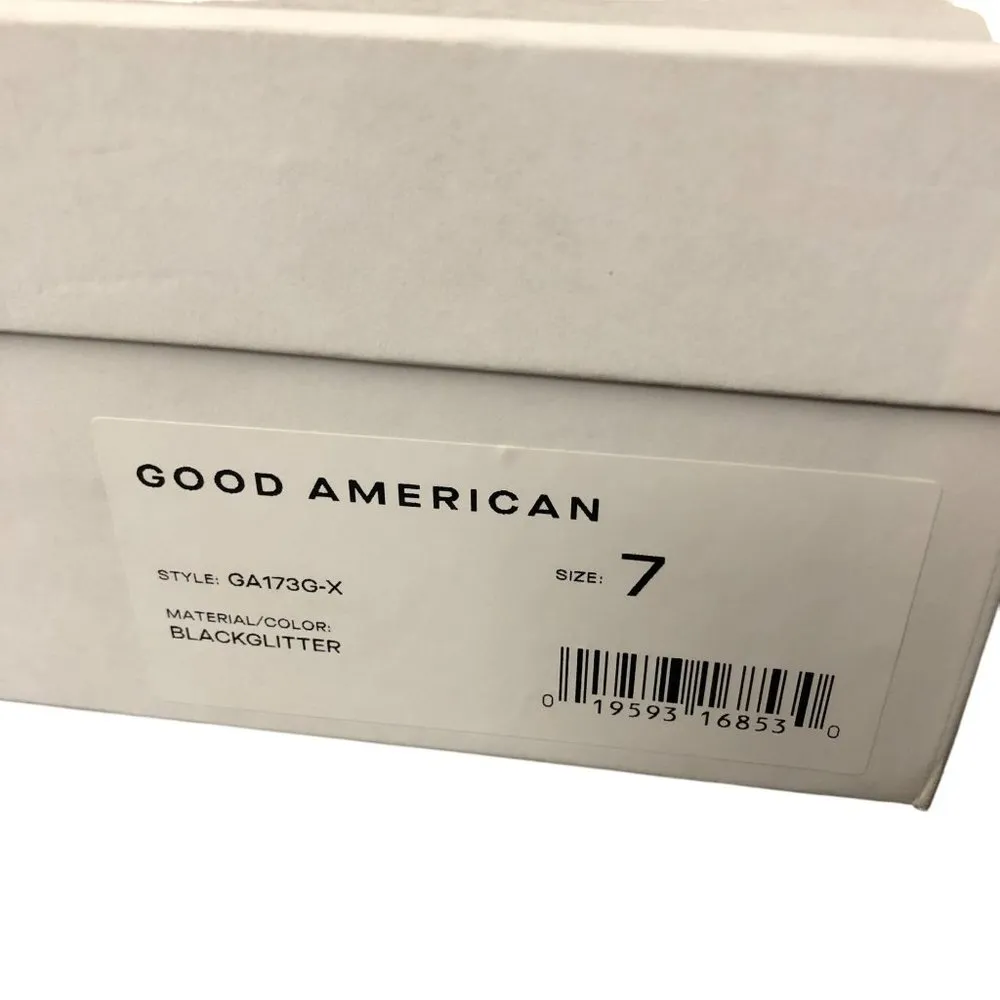 GOOD AMERICAN
STYLE: GA173G-X
SIZE: 7
MATERIAL/COLOR:
BLACKGLITTER
0 19593 16853 0